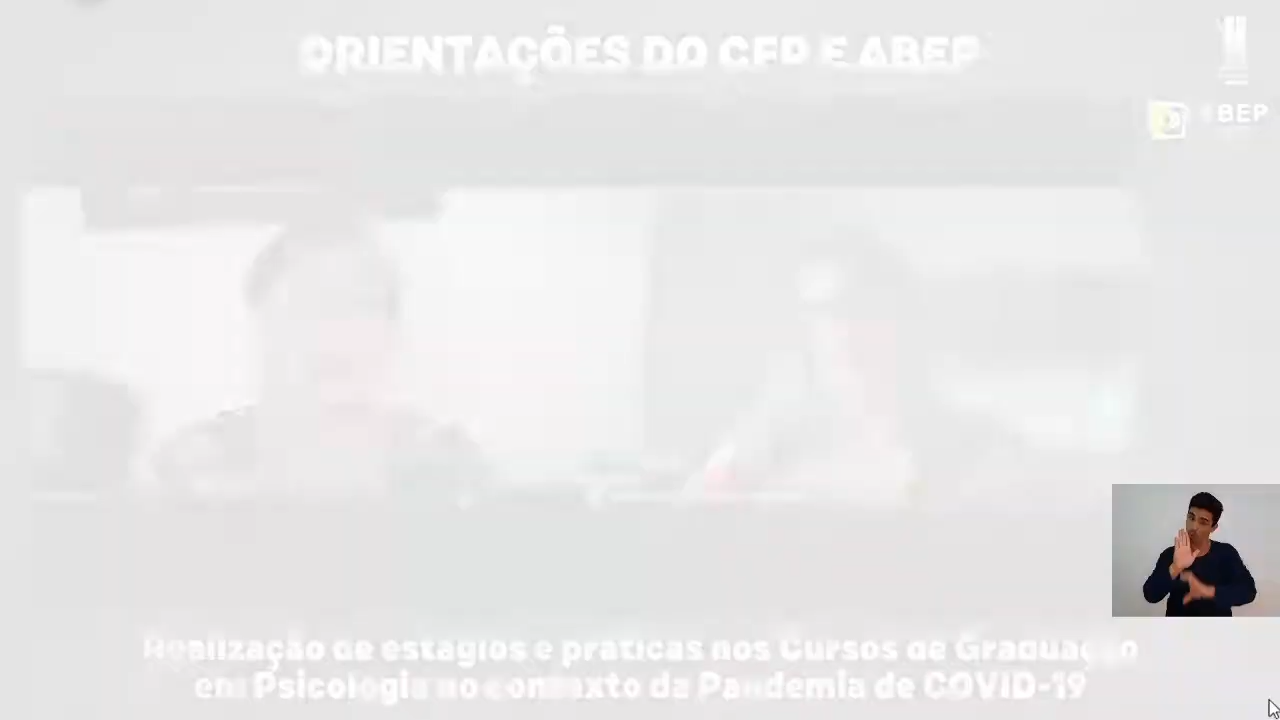 ORIENTAÇÕES DO CFP E ABEP
ABEP
Realização de estágios e práticas nos Cursos de Graduação
em Psicologia no contexto da Pandemia de COVID-19